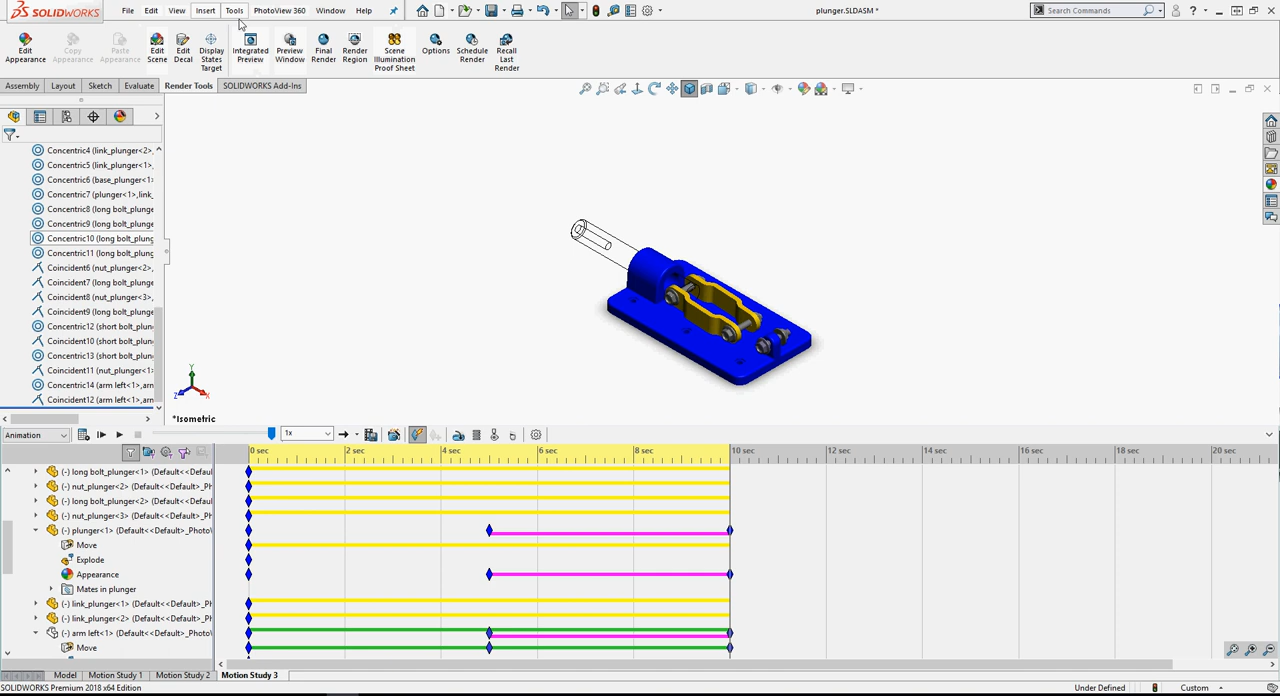 SOLIDWORKS File Edit View Insert Tools PhotoView 360 Window Help plunger.SLDASM * Search Commands
Edit Appearance
Copy Appearance
Paste Appearance
Edit Scene
Edit Decal
Display States Target
Integrated Preview
Preview Window
Final Render
Render Region
Scene Illumination Proof Sheet
Options
Schedule Render
Recall Last Render
Assembly Layout Sketch Evaluate Render Tools SOLIDWORKS Add-Ins
Concentric4 (link_plunger<2>,
Concentric5 (link_plunger<1>,
Concentric6 (base_plunger<1>
Concentric7 (plunger<1>,link_
Concentric8 (long bolt_plunge
Concentric9 (long bolt_plunge
Concentric10 (long bolt_plung
Concentric11 (long bolt_plung
Coincident6 (nut_plunger<2>,
Coincident7 (long bolt_plunge
Coincident8 (nut_plunger<3>,
Coincident9 (long bolt_plunge
Concentric12 (short bolt_plun
Coincident10 (short bolt_plun
Concentric13 (short bolt_plun
Coincident11 (nut_plunger<1>
Concentric14 (arm left<1>,arn
Coincident12 (arm left<1>,arn
Y
Z X
*Isometric
Animation 1x
0 sec 2 sec 4 sec 6 sec 8 sec 10 sec 12 sec 14 sec 16 sec 18 sec 20 sec
(-) long bolt_plunger<1> (Default<<Defaul
(-) nut_plunger<2> (Default<<Default>_Ph
(-) long bolt_plunger<2> (Default<<Defaul
(-) nut_plunger<3> (Default<<Default>_Ph
(-) plunger<1> (Default<<Default>_Photo\
Move
Explode
Appearance
Mates in plunger
(-) link_plunger<1> (Default<<Default>_Ph
(-) link_plunger<2> (Default<<Default>_Ph
(-) arm left<1> (Default<<Default>_Photo\
Move
Model Motion Study 1 Motion Study 2 Motion Study 3
SOLIDWORKS Premium 2018 x64 Edition Under Defined Custom